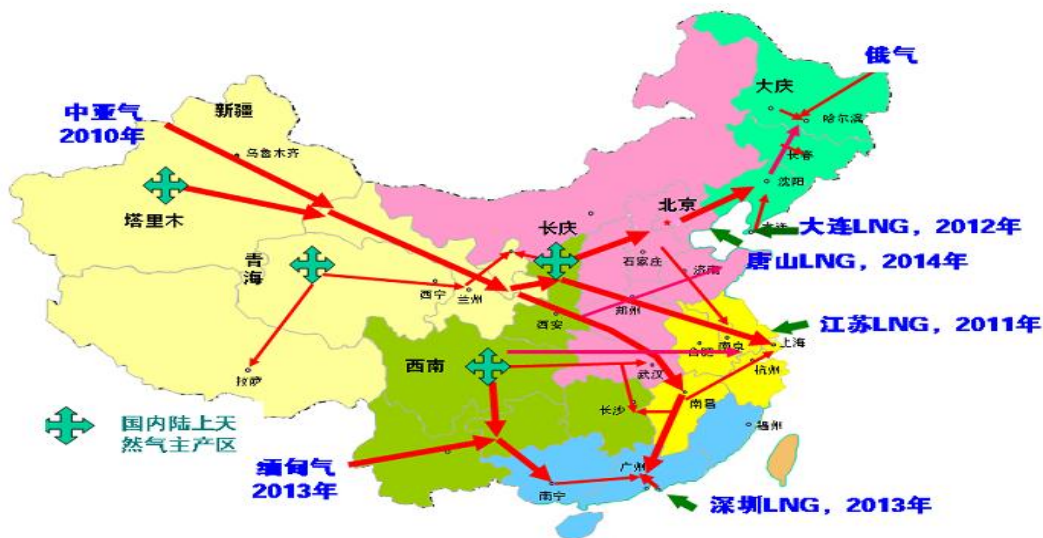 俄气
大庆
哈尔滨
中亚气
2010年
新疆
乌鲁木齐
长春
沈阳
塔里木
北京
长庆
大连LNG，2012年
唐山LNG，2014年
青海
石家庄
济南
西宁
兰州
郑州
西安
江苏LNG，2011年
合肥
南京
上海
西南
杭州
武汉
拉萨
长沙
南昌
国内陆上天
然气主产区
福州
缅甸气
2013年
广州
南宁
深圳LNG，2013年